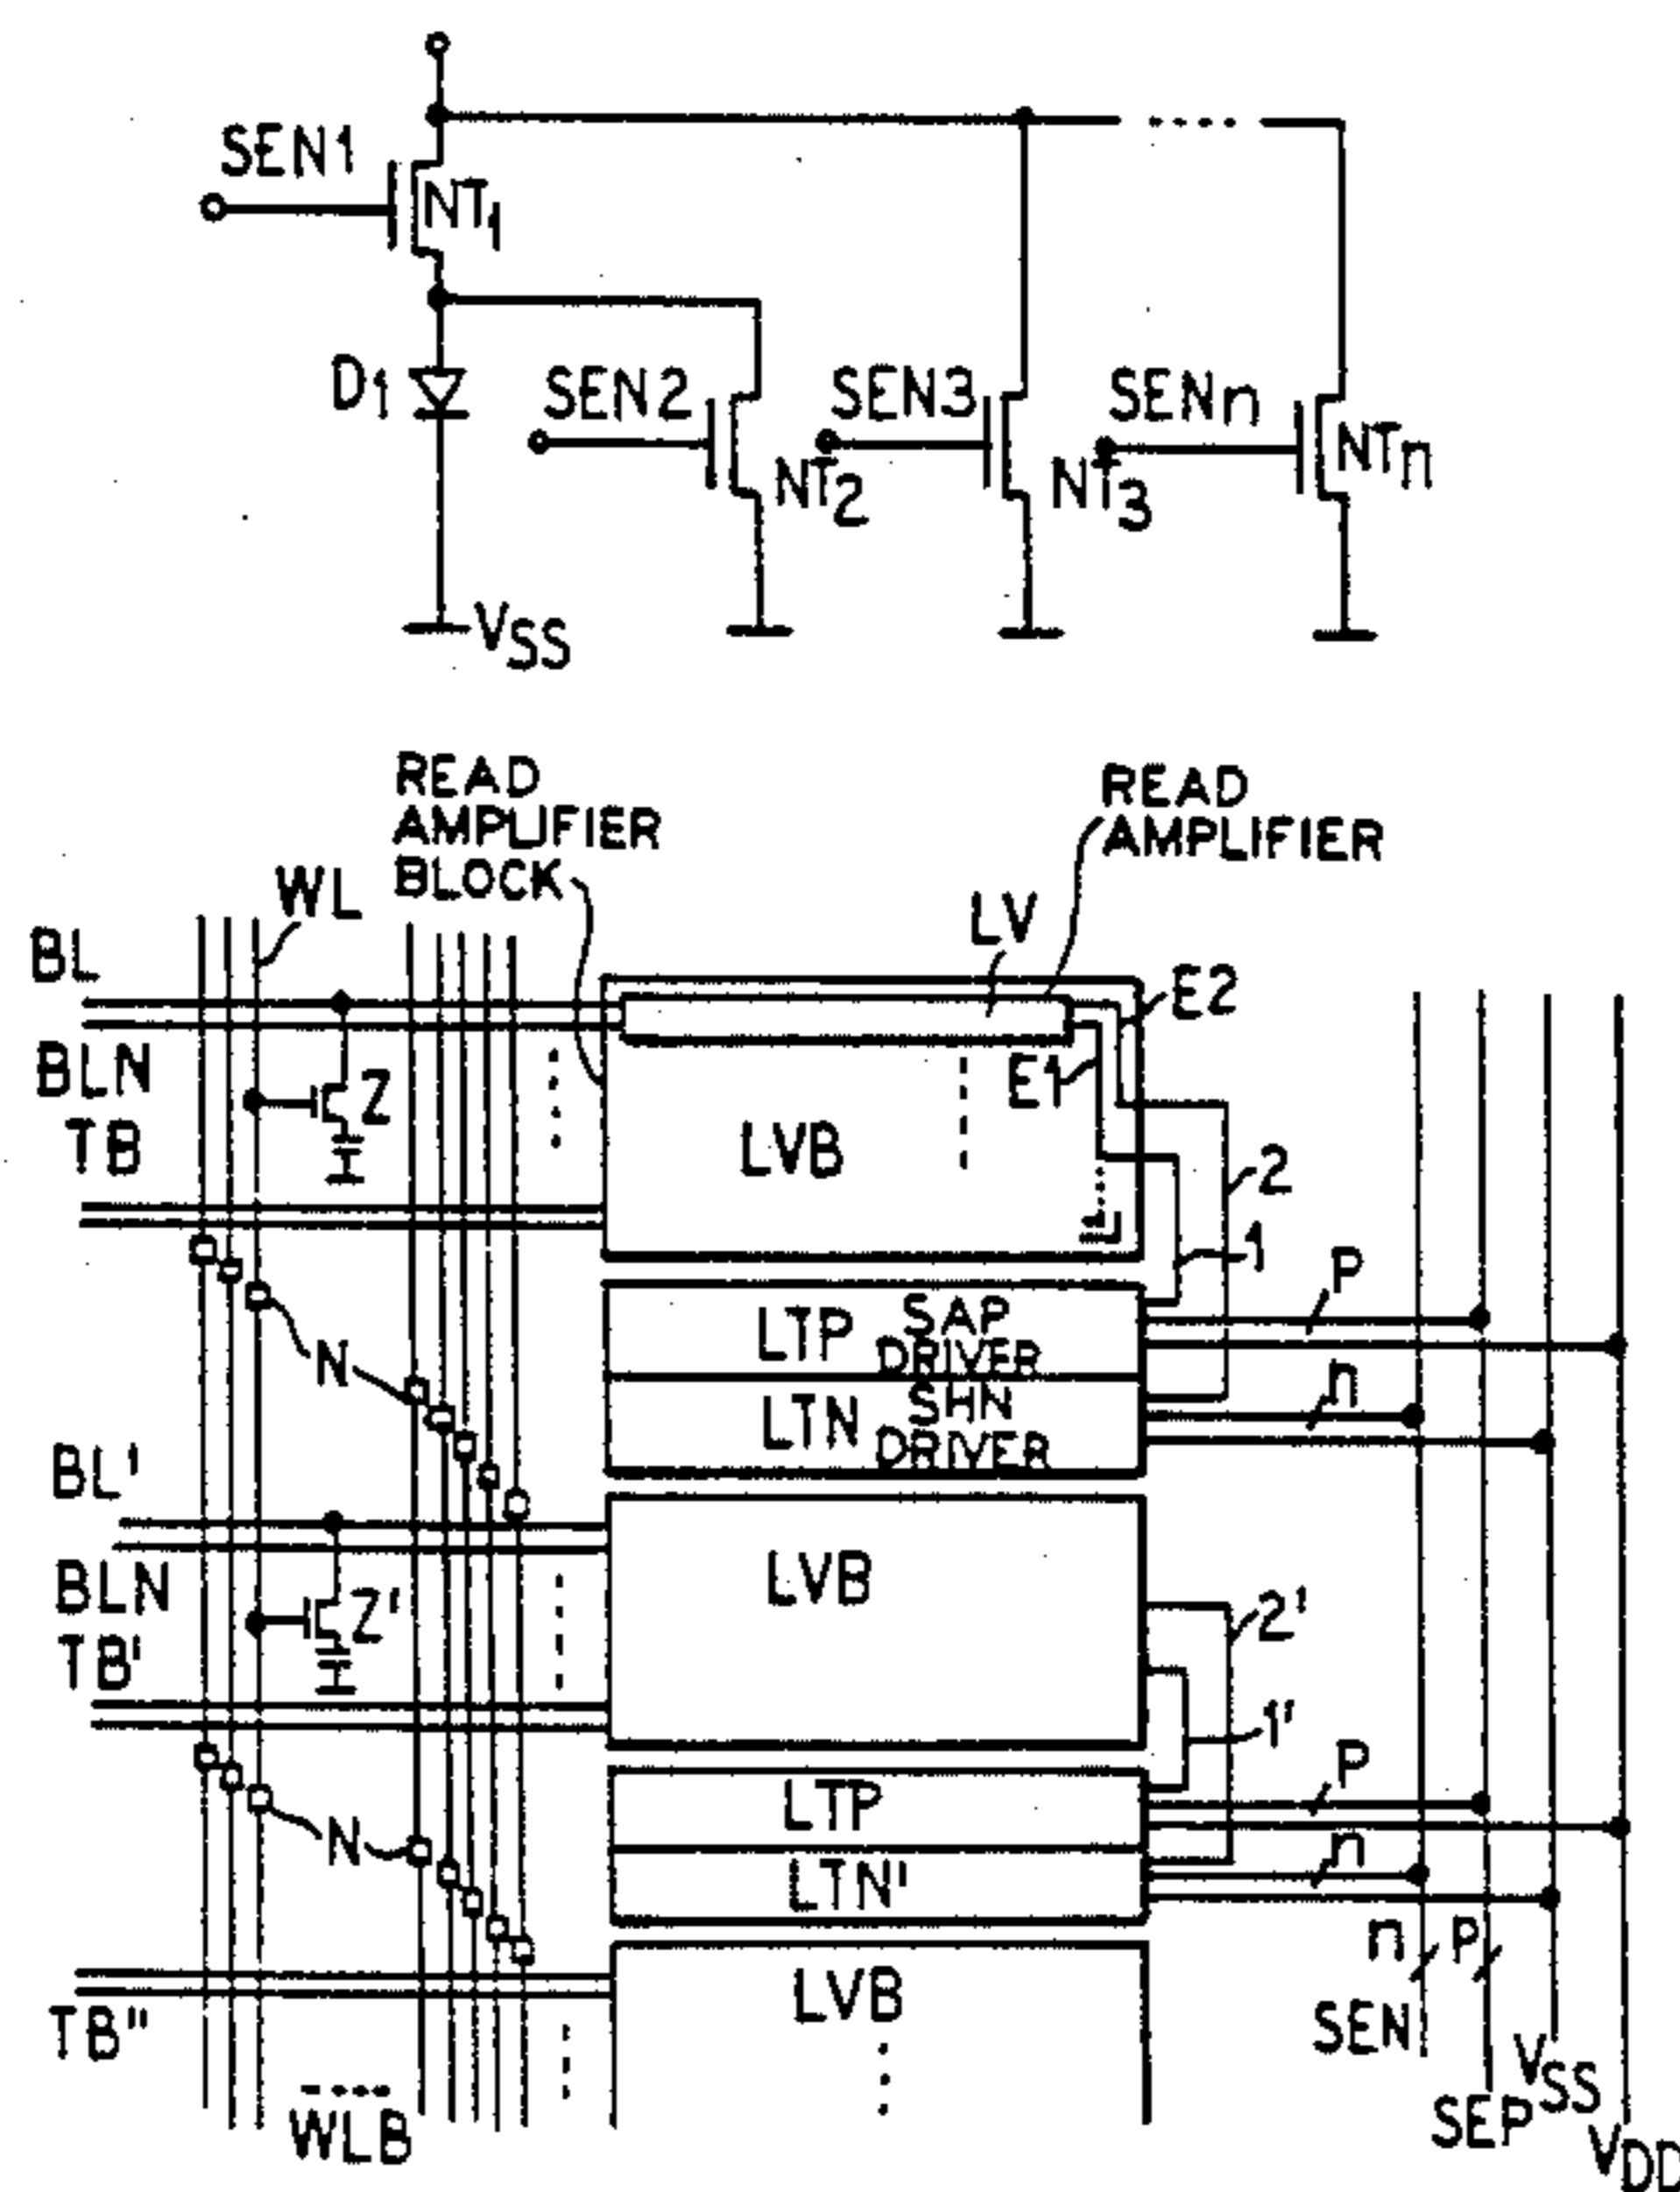 SEN1
NT1
D1
SEN2
SEN3
SENn
NT2
NT3
NTn
VSS
READ
AMPLIFIER
BLOCK
READ
AMPLIFIER
WL
LV
BL
E2
BLN
E1
Z
TB
LVB
2
1
P
LTP
SAP
DRIVER
N
n
LTN
SHN
DRIVER
BL'
LVB
BLN
Z'
2'
TB'
1'
P
LTP
N
n
LTN'
n
P
LVB
TB"
SEN
VSS
WLB
SEP
VDD